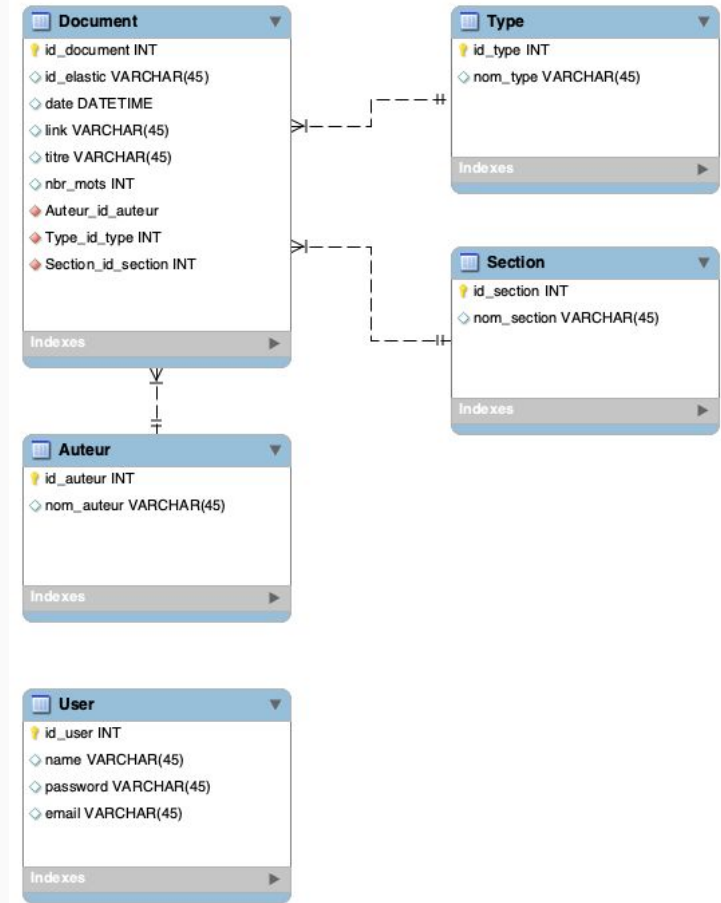 Document
id_document INT
id_elastic VARCHAR(45)
date DATETIME
link VARCHAR(45)
titre VARCHAR(45)
nbr_mots INT
Auteur_id_auteur
Type_id_type INT
Section_id_section INT
Indexes
Type
id_type INT
nom_type VARCHAR(45)
Indexes
Section
id_section INT
nom_section VARCHAR(45)
Indexes
Auteur
id_auteur INT
nom_auteur VARCHAR(45)
Indexes
User
id_user INT
name VARCHAR(45)
password VARCHAR(45)
email VARCHAR(45)
Indexes